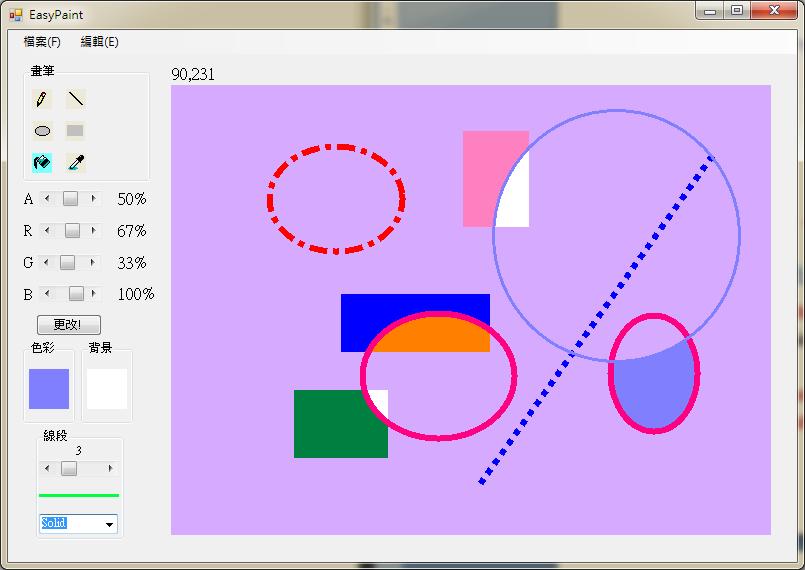 EasyPaint
檔案(F) 編輯(E)
畫筆
90,231
A 50%
R 67%
G 33%
B 100%
更改!
色彩 背景
線段
3
Solid